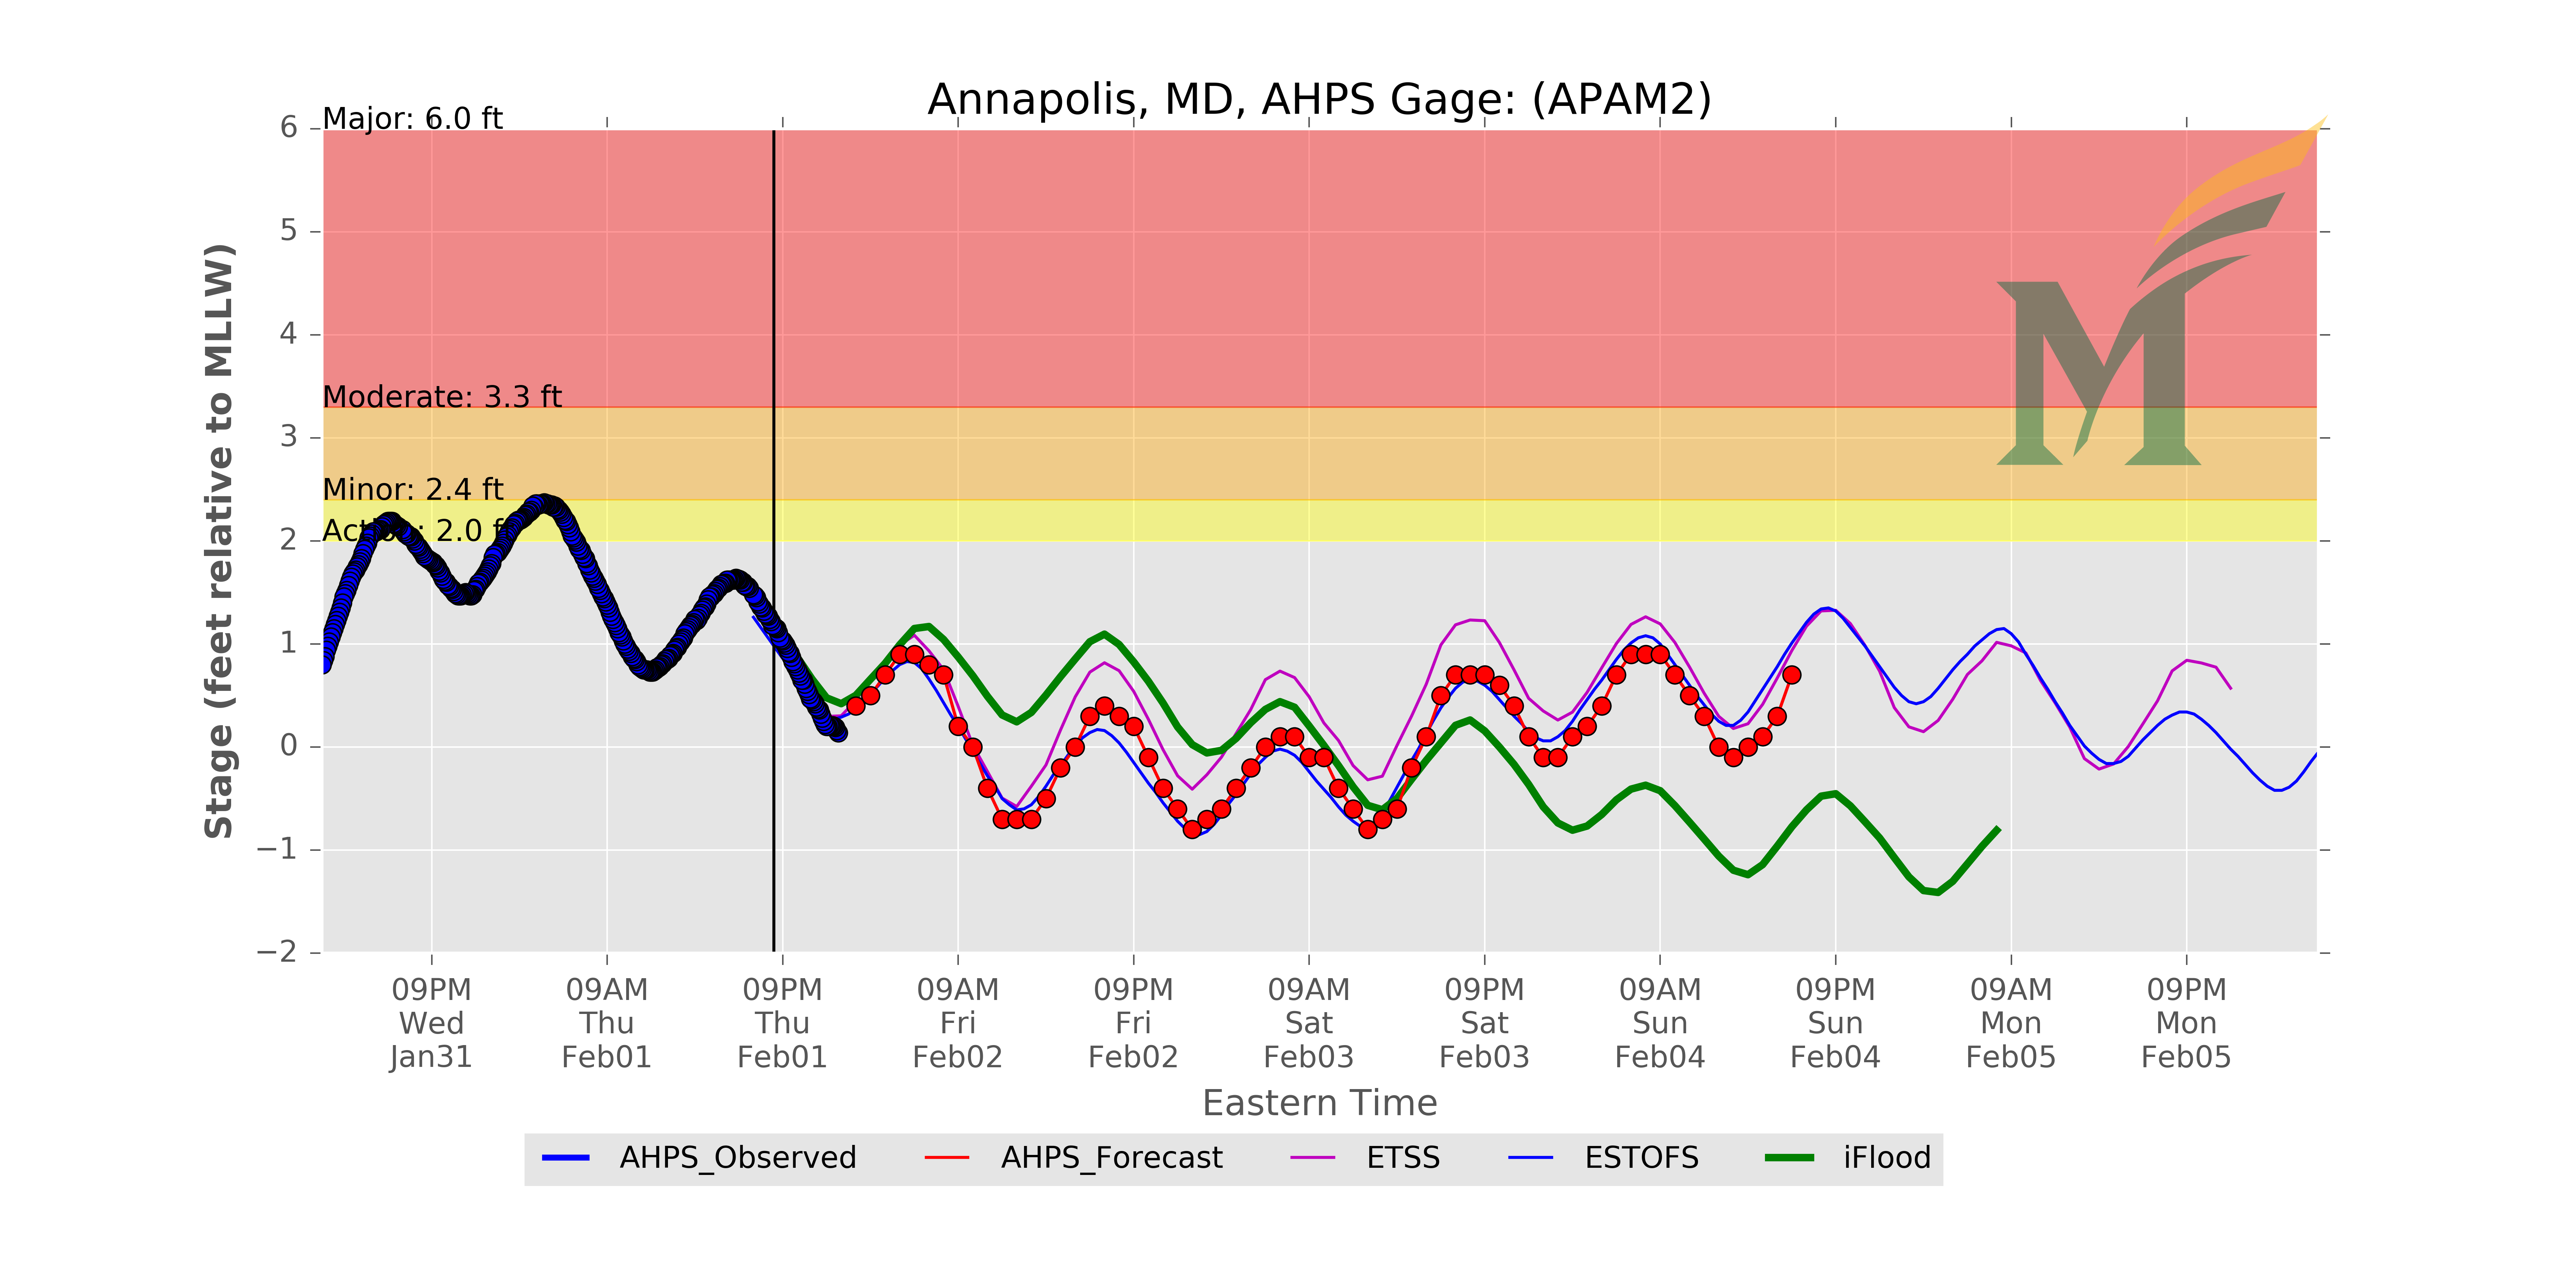 Annapolis, MD, AHPS Gage: (APAM2)
Major: 6.0 ft
Moderate: 3.3 ft
Minor: 2.4 ft
2.0
Stage (feet relative to MLLW)
6
5
4
3
2
1
0
−1
−2
09PM 09AM 09PM 09AM 09PM 09AM 09PM 09AM 09PM 09AM 09PM
Wed Thu Thu Fri Fri Sat Sat Sun Sun Mon Mon
Jan31 Feb01 Feb01 Feb02 Feb02 Feb03 Feb03 Feb04 Feb04 Feb05 Feb05
Eastern Time
AHPS_Observed AHPS_Forecast ETSS ESTOFS iFlood
M